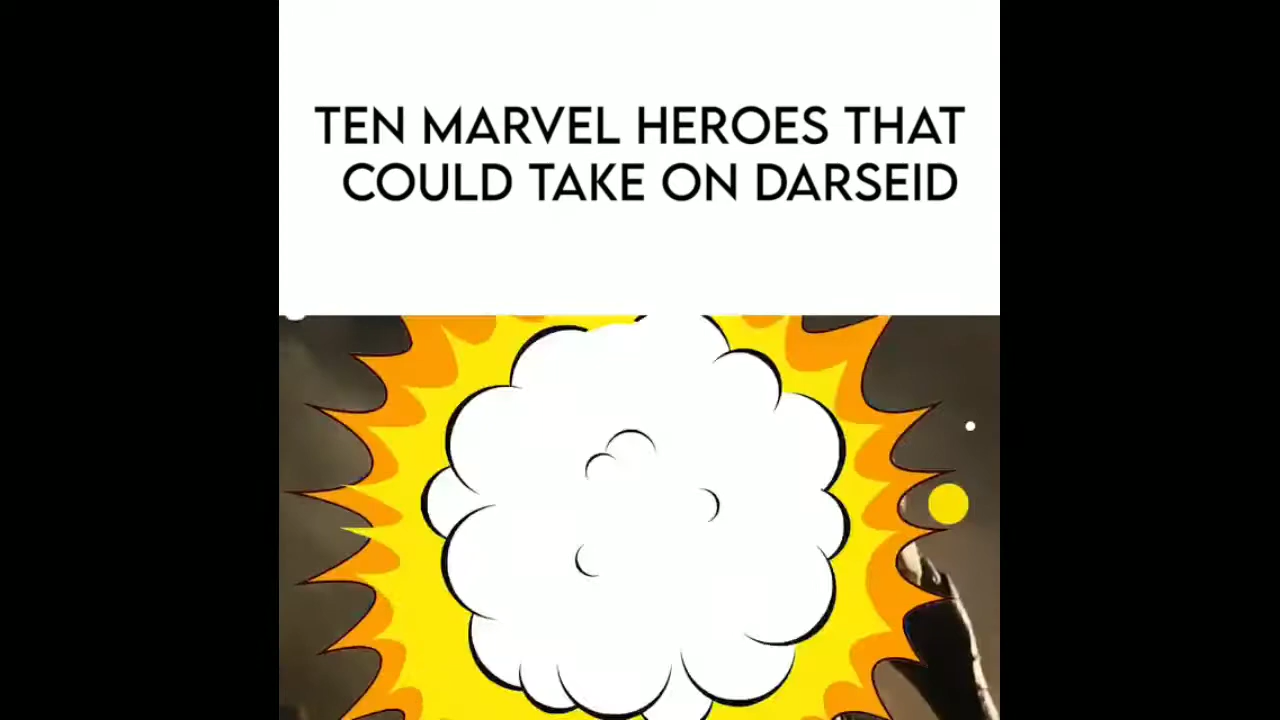 TEN MARVEL HEROES THAT
COULD TAKE ON DARSEID